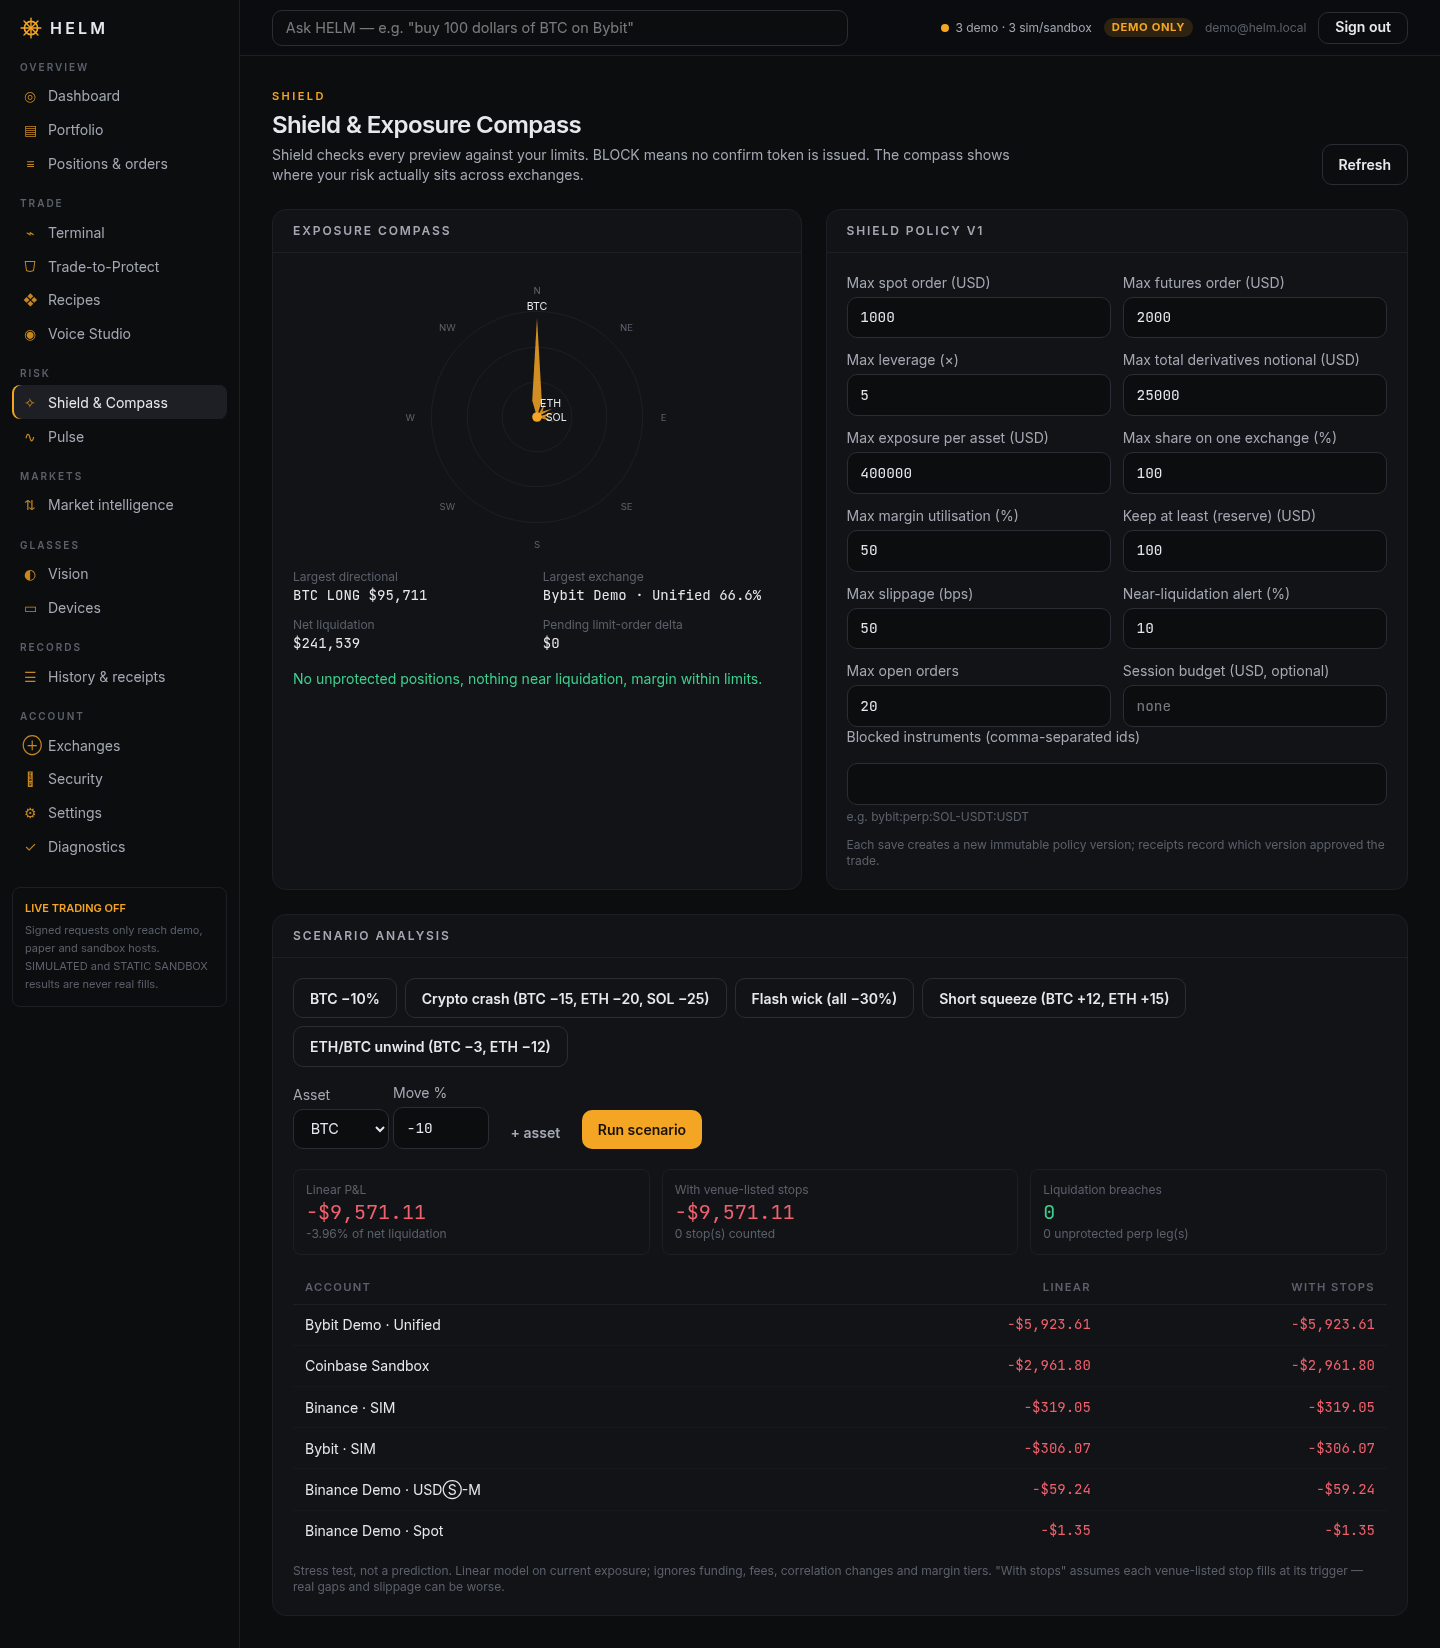 HELM
Ask HELM — e.g. "buy 100 dollars of BTC on Bybit"
3 demo · 3 sim/sandbox
DEMO ONLY
demo@helm.local
Sign out
OVERVIEW
Dashboard
Portfolio
Positions & orders
TRADE
Terminal
Trade-to-Protect
Recipes
Voice Studio
RISK
Shield & Compass
Pulse
MARKETS
Market intelligence
GLASSES
Vision
Devices
RECORDS
History & receipts
ACCOUNT
Exchanges
Security
Settings
Diagnostics
LIVE TRADING OFF
Signed requests only reach demo,
paper and sandbox hosts.
SIMULATED and STATIC SANDBOX
results are never real fills.
SHIELD
Shield & Exposure Compass
Shield checks every preview against your limits. BLOCK means no confirm token is issued. The compass shows
where your risk actually sits across exchanges.
Refresh
EXPOSURE COMPASS
N
BTC
NW
NE
ETH
SOL
W
E
SW
SE
S
Largest directional
BTC LONG $95,711
Largest exchange
Bybit Demo · Unified 66.6%
Net liquidation
$241,539
Pending limit-order delta
$0
No unprotected positions, nothing near liquidation, margin within limits.
SHIELD POLICY V1
Max spot order (USD)
1000
Max futures order (USD)
2000
Max leverage (×)
5
Max total derivatives notional (USD)
25000
Max exposure per asset (USD)
400000
Max share on one exchange (%)
100
Max margin utilisation (%)
50
Keep at least (reserve) (USD)
100
Max slippage (bps)
50
Near-liquidation alert (%)
10
Max open orders
20
Session budget (USD, optional)
none
Blocked instruments (comma-separated ids)
e.g. bybit:perp:SOL-USDT:USDT
Each save creates a new immutable policy version; receipts record which version approved the
trade.
SCENARIO ANALYSIS
BTC −10%
Crypto crash (BTC −15, ETH −20, SOL −25)
Flash wick (all −30%)
Short squeeze (BTC +12, ETH +15)
ETH/BTC unwind (BTC −3, ETH −12)
Asset
BTC
Move %
-10
+ asset
Run scenario
Linear P&L
-$9,571.11
-3.96% of net liquidation
With venue-listed stops
-$9,571.11
0 stop(s) counted
Liquidation breaches
0
0 unprotected perp leg(s)
ACCOUNT LINEAR WITH STOPS
Bybit Demo · Unified -$5,923.61 -$5,923.61
Coinbase Sandbox -$2,961.80 -$2,961.80
Binance · SIM -$319.05 -$319.05
Bybit · SIM -$306.07 -$306.07
Binance Demo · USDⓈ-M -$59.24 -$59.24
Binance Demo · Spot -$1.35 -$1.35
Stress test, not a prediction. Linear model on current exposure; ignores funding, fees, correlation changes and margin tiers. "With stops" assumes each venue-listed stop fills at its trigger —
real gaps and slippage can be worse.